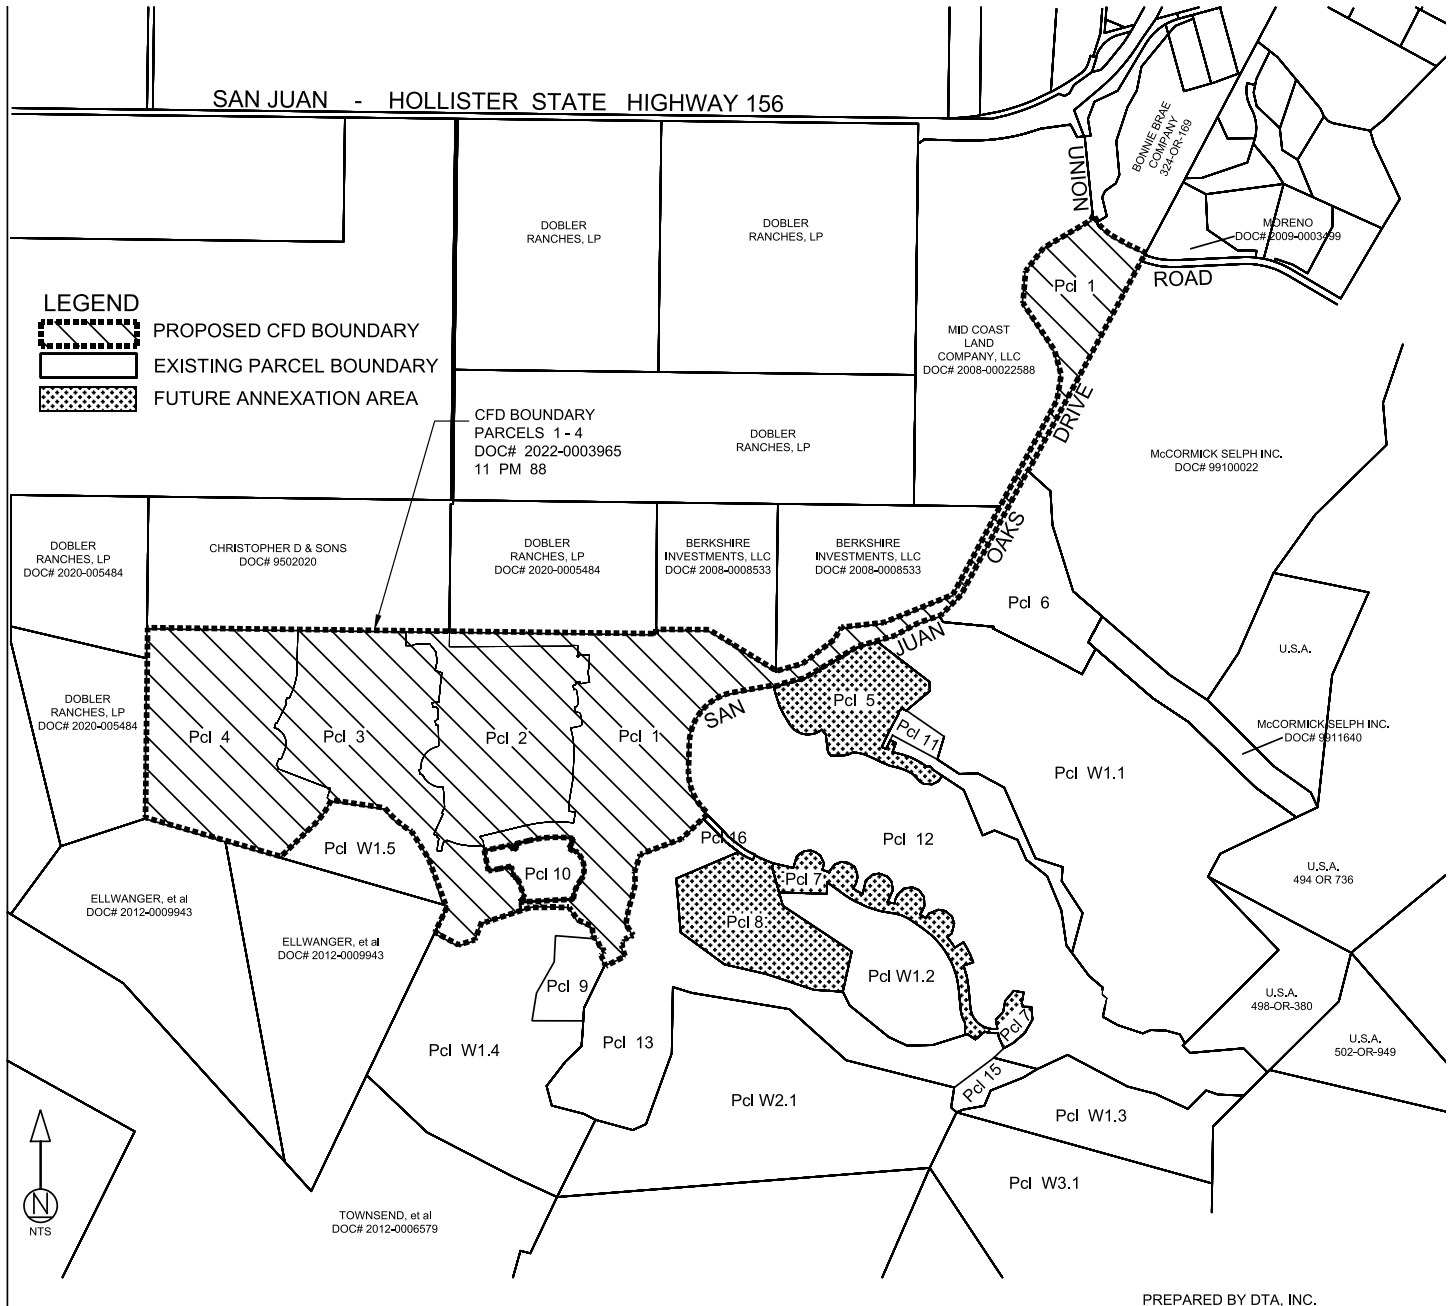 SAN JUAN - HOLLISTER STATE HIGHWAY 156
BONNIE BRAE
COMPANY
324-OR-169
UNION
ROAD
MORENO
DOC# 2009-0003499
DOBLER
RANCHES, LP
DOBLER
RANCHES, LP
LEGEND
PROPOSED CFD BOUNDARY
EXISTING PARCEL BOUNDARY
FUTURE ANNEXATION AREA
Pcl 1
MID COAST
LAND
COMPANY, LLC
DOC# 2008-00022588
CFD BOUNDARY
PARCELS 1 - 4
DOC# 2022-0003965
11 PM 88
DOBLER
RANCHES, LP
DRIVE
OAKS
JUAN
SAN
McCORMICK SELPH INC.
DOC# 99100022
DOBLER
RANCHES, LP
DOC# 2020-005484
CHRISTOPHER D & SONS
DOC# 9502020
DOBLER
RANCHES, LP
DOC# 2020-0005484
BERKSHIRE
INVESTMENTS, LLC
DOC# 2008-0008533
BERKSHIRE
INVESTMENTS, LLC
DOC# 2008-0008533
Pcl 6
U.S.A.
DOBLER
RANCHES, LP
DOC# 2020-005484
Pcl 4
Pcl 3
Pcl 2
Pcl 1
Pcl 5
Pcl 11
McCORMICK SELPH INC.
DOC# 9911640
Pcl W1.1
Pcl W1.5
Pcl 10
Pcl 16
Pcl 12
Pcl 7
Pcl 8
U.S.A.
494 OR 736
ELLWANGER, et al
DOC# 2012-0009943
ELLWANGER, et al
DOC# 2012-0009943
Pcl 9
Pcl W1.2
U.S.A.
498-OR-380
Pcl 7
U.S.A.
502-OR-949
Pcl W1.4
Pcl 13
Pcl 15
Pcl W2.1
Pcl W1.3
Pcl W3.1
N
NTS
TOWNSEND, et al
DOC# 2012-0006579
PREPARED BY DTA, INC.